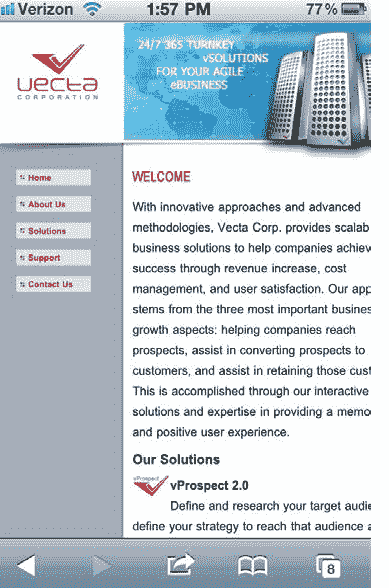 Verizon 1:57 PM 77%
vecta
CORPORATION
24/7 365 TURNKEY
vSOLUTIONS
FOR YOUR AGILE
eBUSINESS
Home
About Us
Solutions
Support
Contact Us
WELCOME
With innovative approaches and advanced
methodologies, Vecta Corp. provides scalab
business solutions to help companies achiev
success through revenue increase, cost
management, and user satisfaction. Our app
stems from the three most important busines
growth aspects: helping companies reach
prospects, assist in converting prospects to
customers, and assist in retaining those cust
This is accomplished through our interactive
solutions and expertise in providing a memo
and positive user experience.
Our Solutions
vProspect
vProspect 2.0
Define and research your target audie
define your strategy to reach that audience a
8